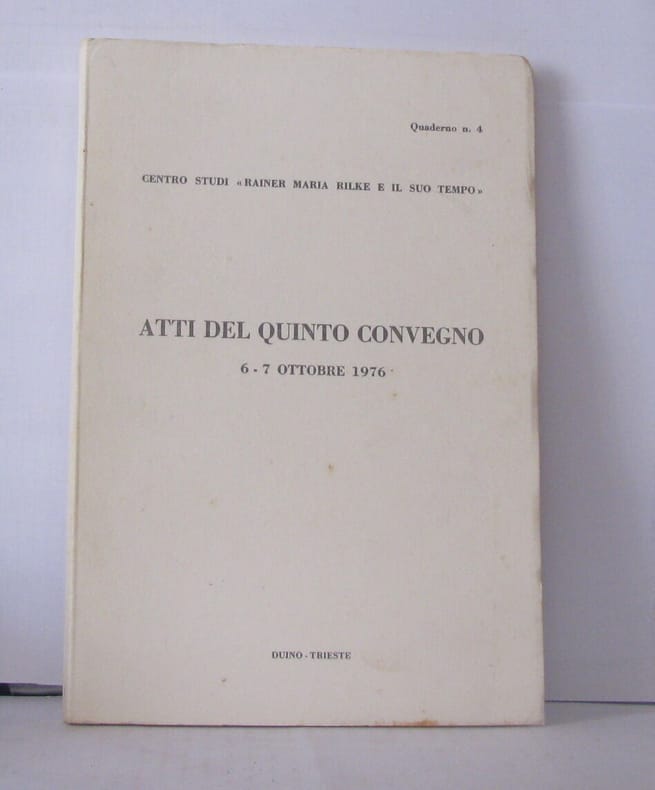 Quaderno n. 4
CENTRO STUDI «RAINER MARIA RILKE E IL SUO TEMPO»
ATTI DEL QUINTO CONVEGNO
6 - 7 OTTOBRE 1976
DUINO - TRIESTE